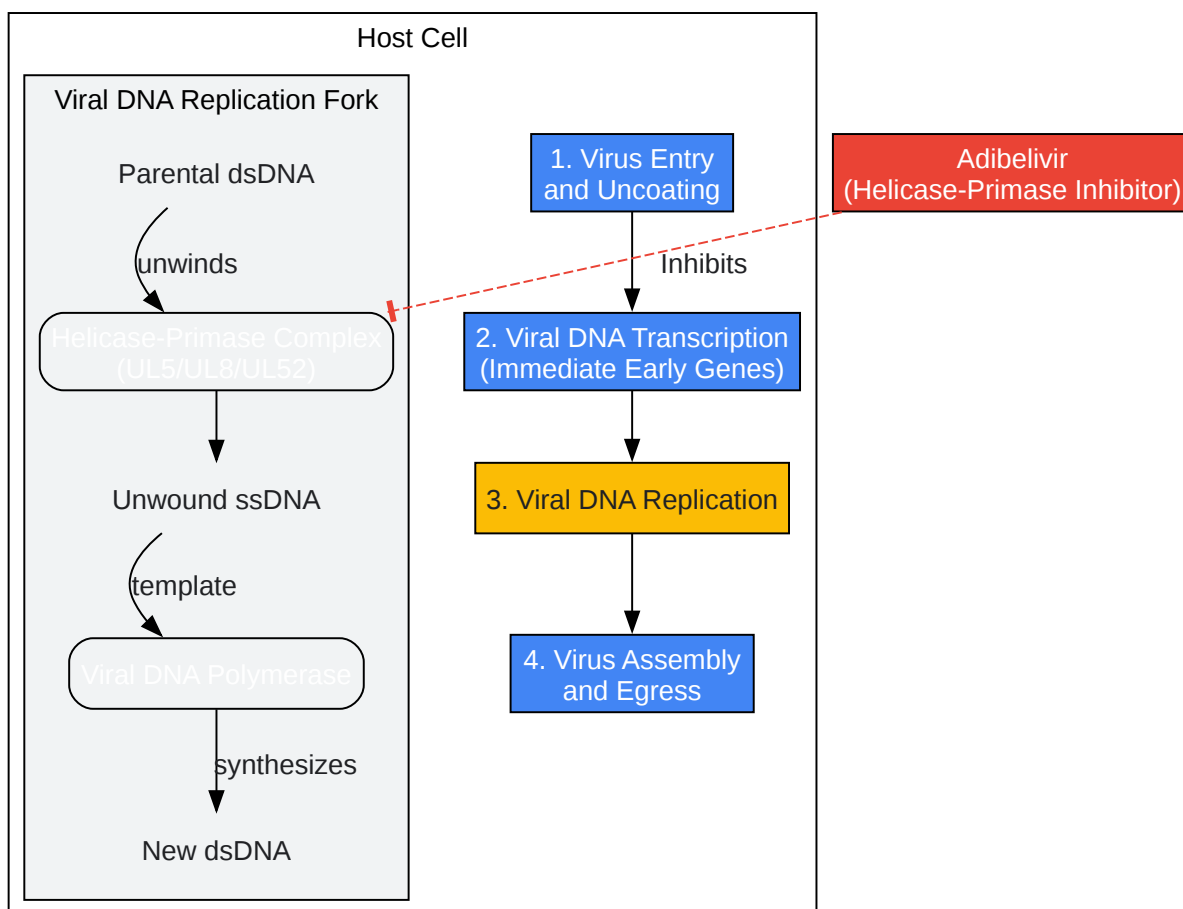 Host Cell
Viral DNA Replication Fork
Parental dsDNA
unwinds
Helicase-Primase Complex
(UL5/UL8/UL52)
Unwound ssDNA
template
Viral DNA Polymerase
synthesizes
New dsDNA
1. Virus Entry
and Uncoating
Inhibits
2. Viral DNA Transcription
(Immediate Early Genes)
3. Viral DNA Replication
4. Virus Assembly
and Egress
Adibelivir
(Helicase-Primase Inhibitor)